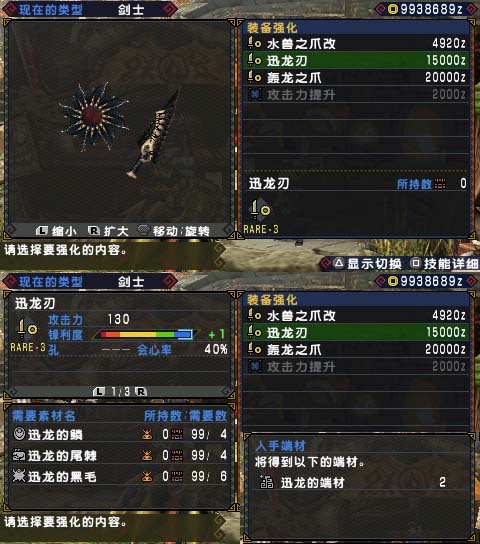 现在的类型 剑士
9938689z
装备强化
水兽之爪改 4920z
迅龙刃 15000z
轰龙之爪 20000z
攻击力提升 2000z
迅龙刃 所持数 0
RARE-3
L 缩小 R 扩大 移动/旋转
请选择要强化的内容。
△ 显示切换 □ 技能详细
现在的类型 剑士
9938689z
迅龙刃
攻击力 130
锋利度 +1
RARE-3
孔 --- 会心率 40%
L 1/3 R
需要素材名 所持数/需要数
迅龙的鳞 0 99/ 4
迅龙的尾棘 0 99/ 4
迅龙的黑毛 0 99/ 6
请选择要强化的内容。
装备强化
水兽之爪改 4920z
迅龙刃 15000z
轰龙之爪 20000z
攻击力提升 2000z
入手端材
将得到以下的端材。
迅龙的端材 2